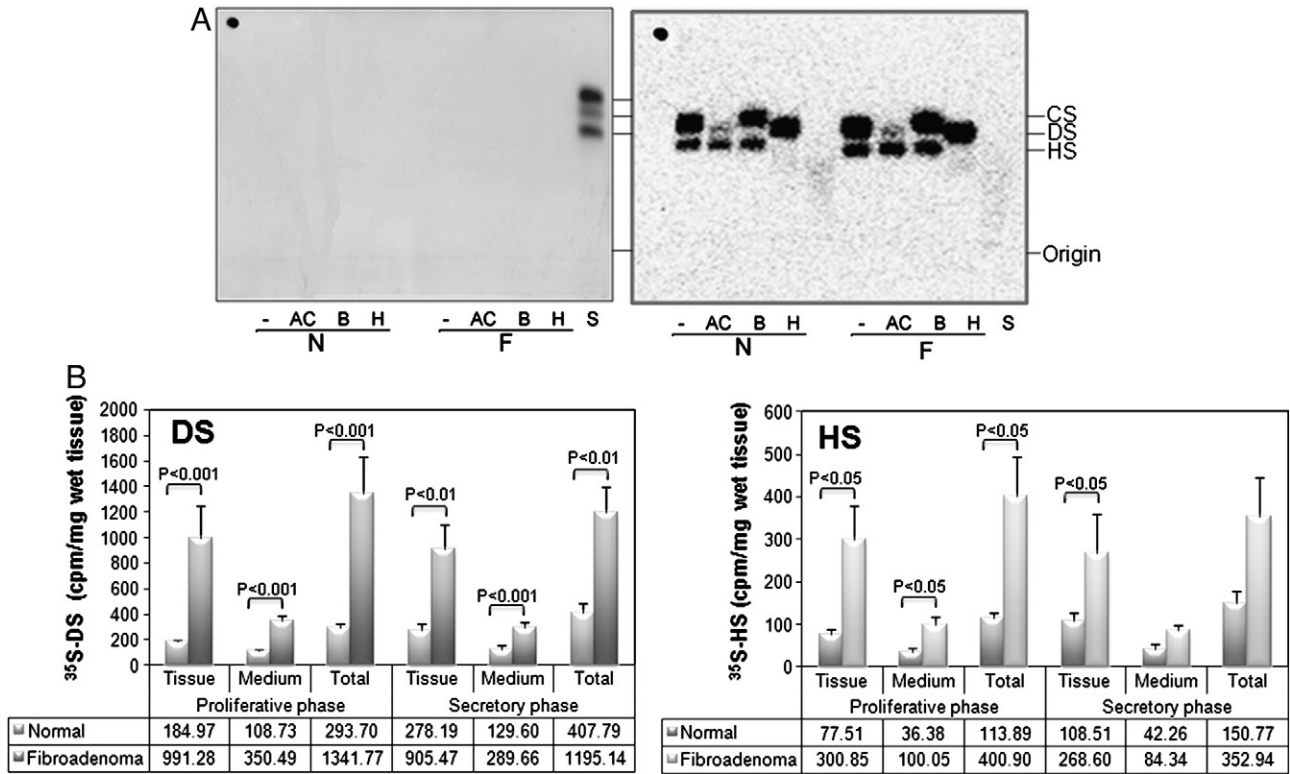 A
CS
DS
HS
Origin
- AC B H - AC B H S
N F
- AC B H - AC B H S
N F
B
³⁵S-DS (cpm/mg wet tissue)
2000
1800
1600
1400
1200
1000
800
600
400
200
0
DS
P<0.001
P<0.001
P<0.001
P<0.01
P<0.001
P<0.01
Tissue Medium Total Tissue Medium Total
Proliferative phase Secretory phase
Normal 184.97 108.73 293.70 278.19 129.60 407.79
Fibroadenoma 991.28 350.49 1341.77 905.47 289.66 1195.14
³⁵S-HS (cpm/mg wet tissue)
600
500
400
300
200
100
0
HS
P<0.05
P<0.05
P<0.05
P<0.05
Tissue Medium Total Tissue Medium Total
Proliferative phase Secretory phase
Normal 77.51 36.38 113.89 108.51 42.26 150.77
Fibroadenoma 300.85 100.05 400.90 268.60 84.34 352.94